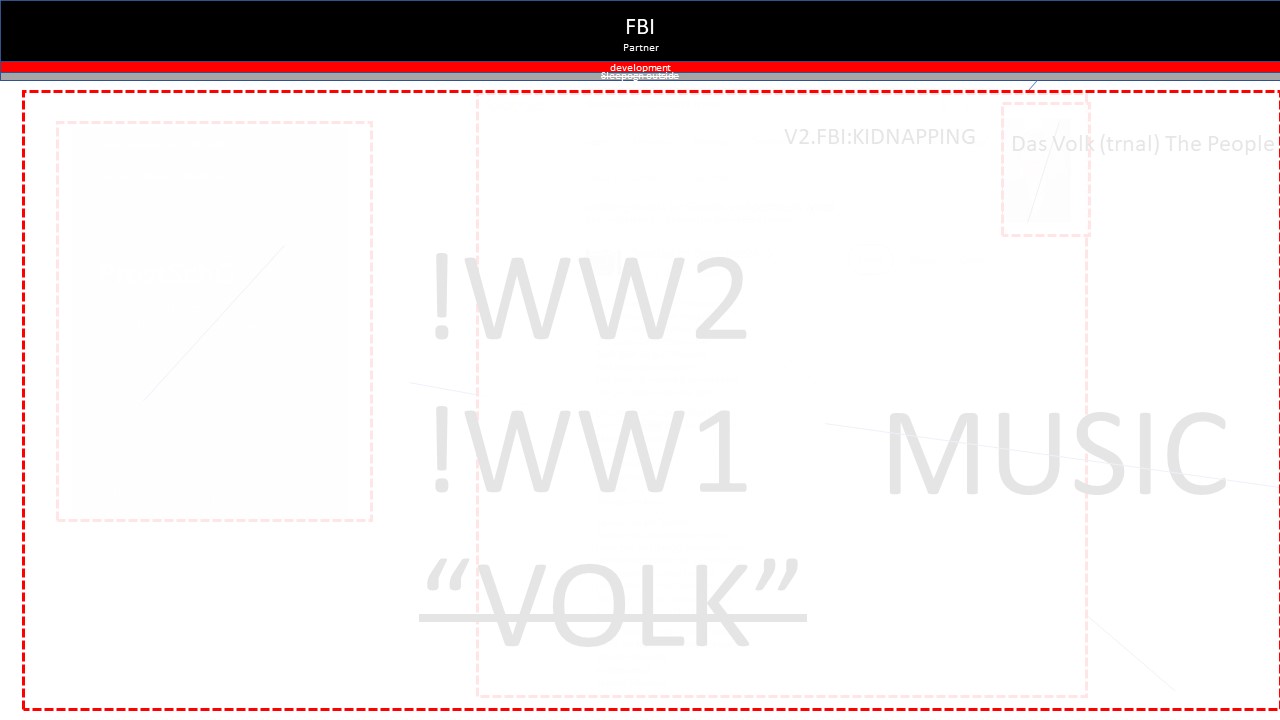 FBI
Partner
development
Sleepogn outside
V2.FBI:KIDNAPPING
Das Volk (trnal) The People
!WW2
!WW1
MUSIC
“VOLK”